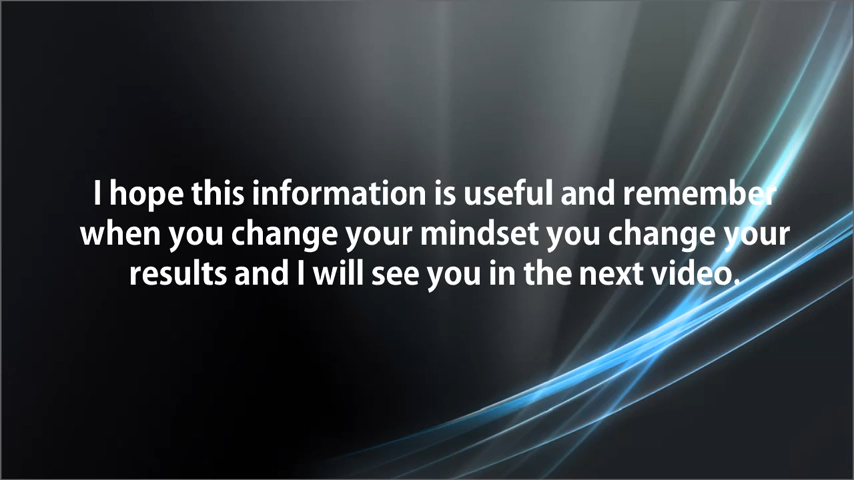 I hope this information is useful and remember
when you change your mindset you change your
results and I will see you in the next video.